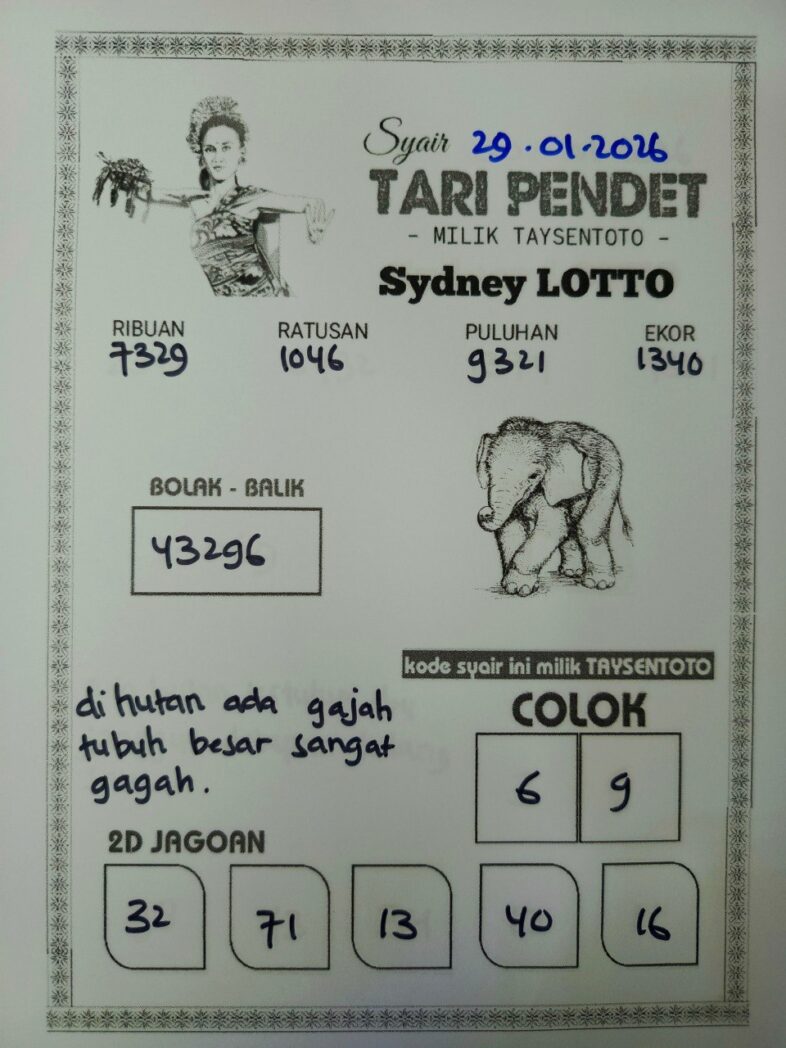 Syair 29.01.2026
TARI PENDET
- MILIK TAYSENTOTO -
Sydney LOTTO
RIBUAN RATUSAN PULUHAN EKOR
7329 1046 9321 1340
BOLAK - BALIK
43296
kode syair ini milik TAYSENTOTO
di hutan ada gajah
tubuh besar sangat
gagah.
COLOK
6 9
2D JAGOAN
32 71 13 40 16